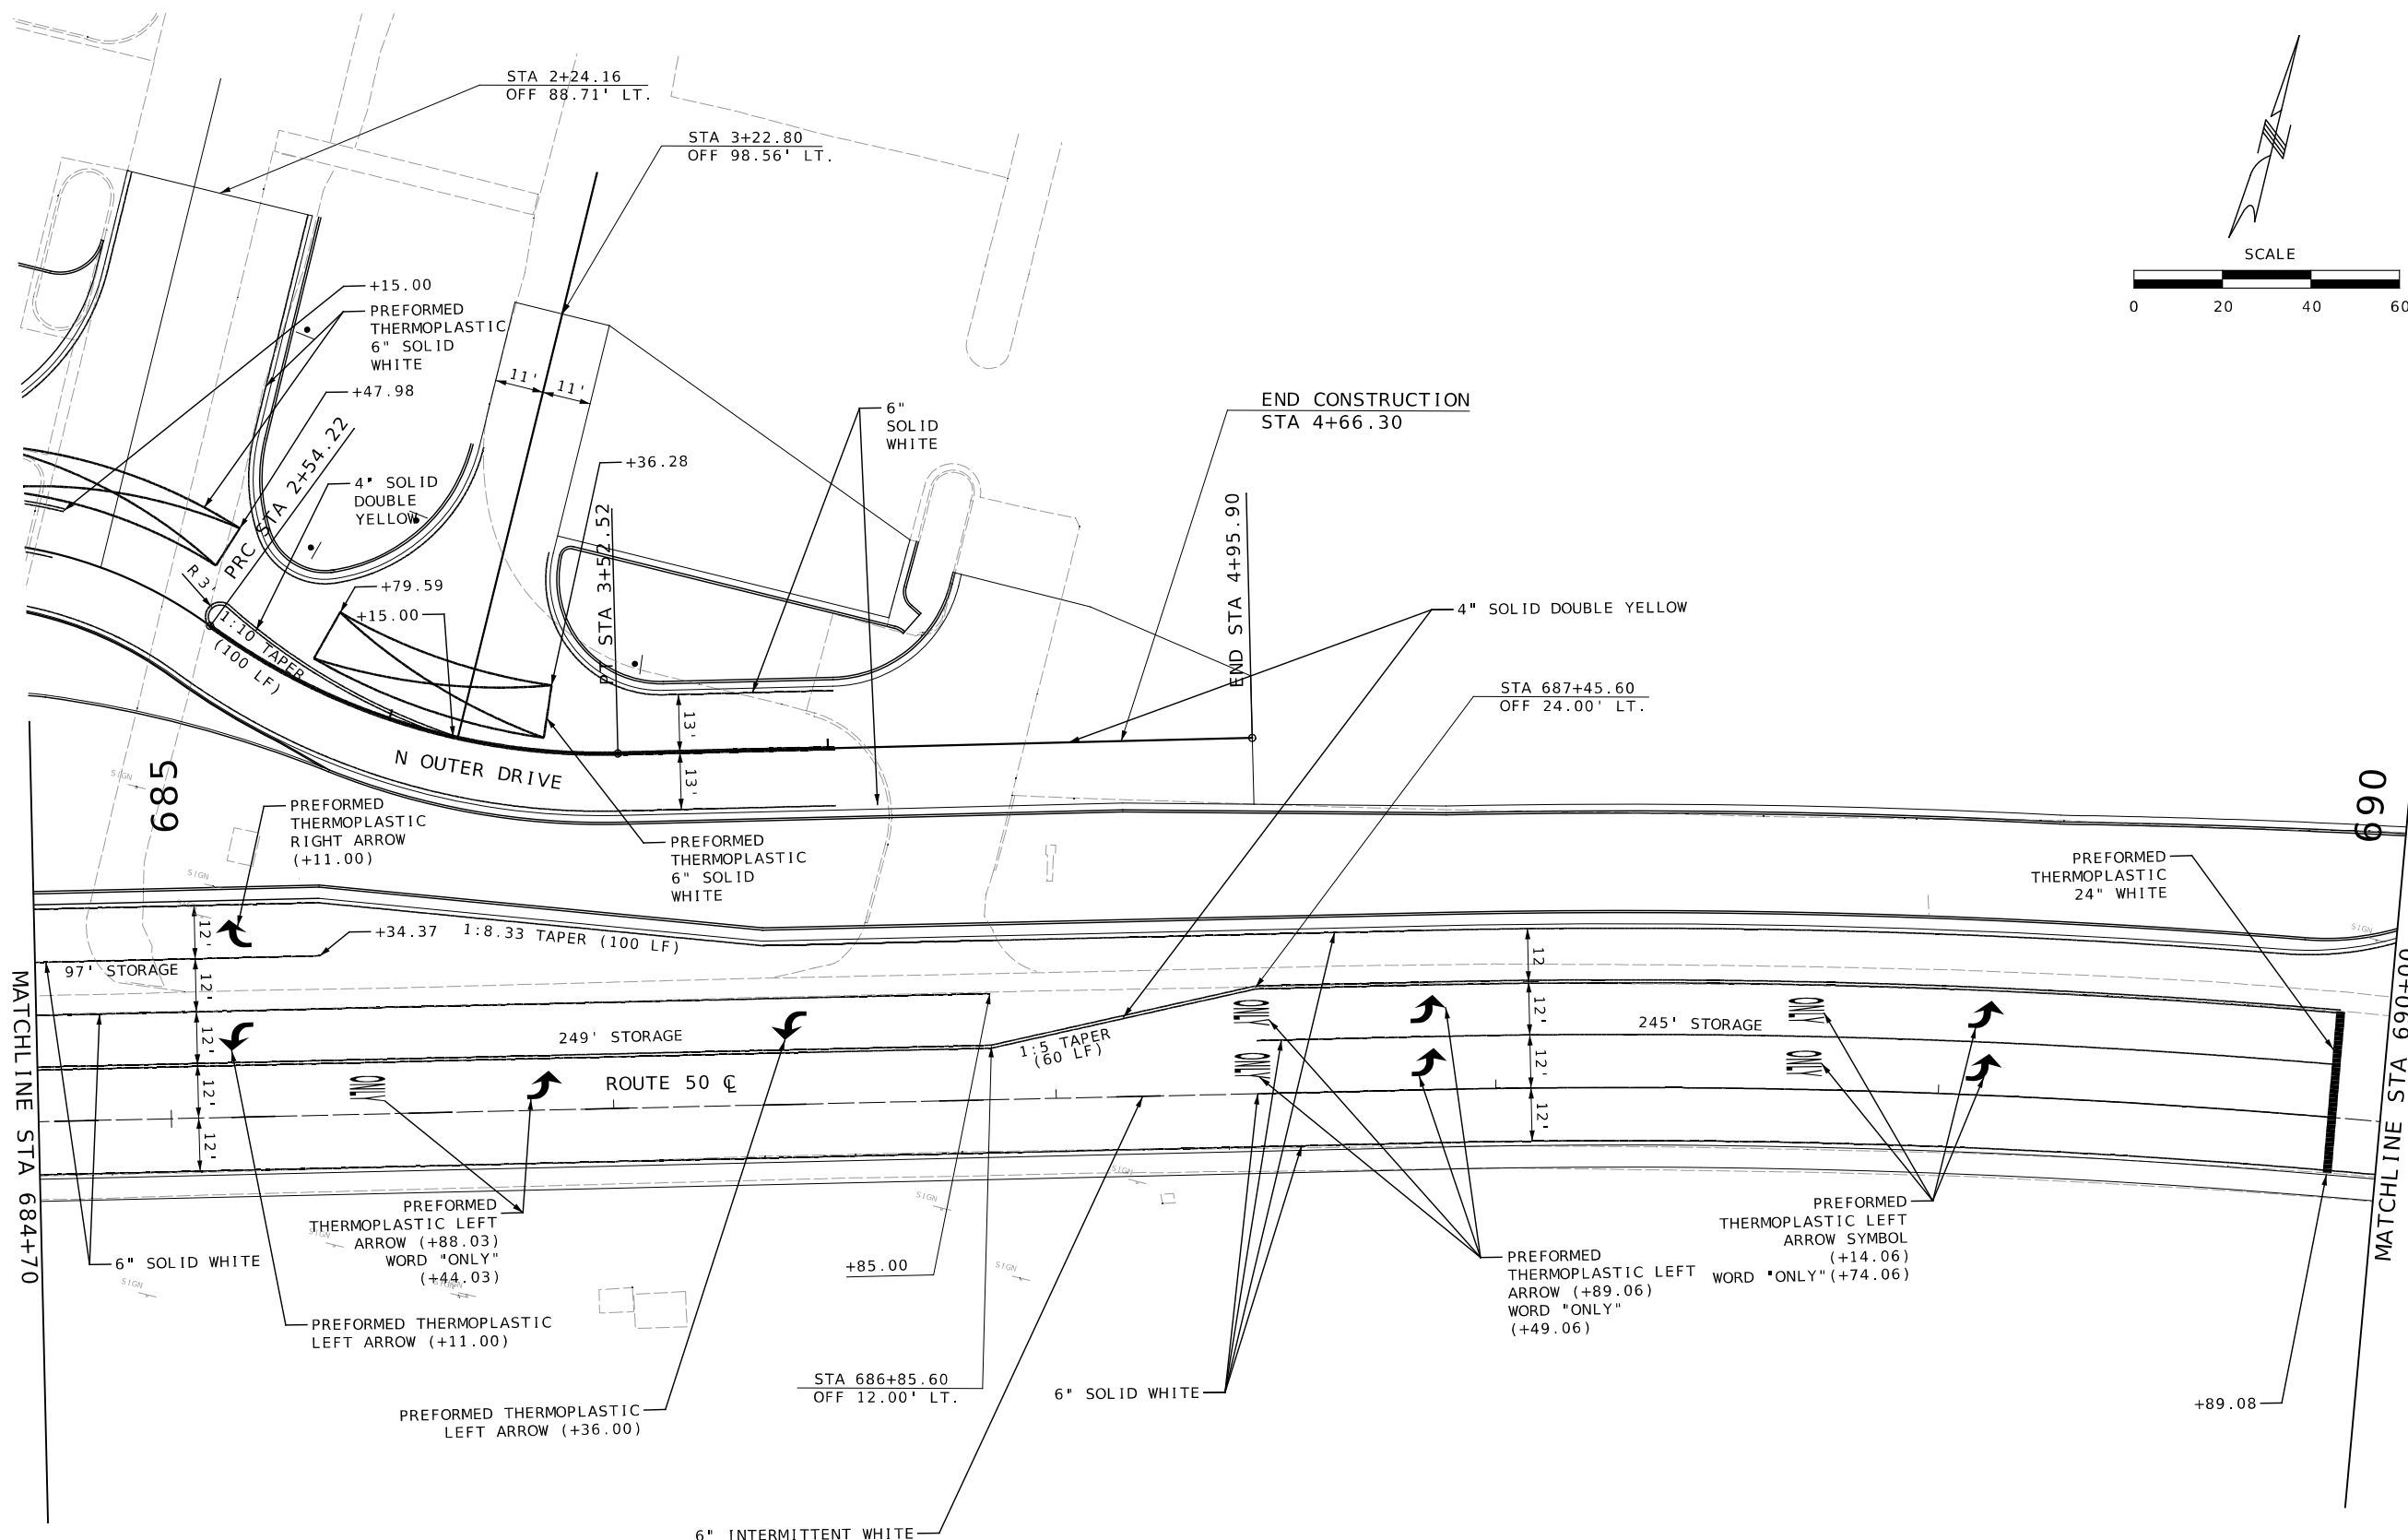 STA 2+24.16
OFF 88.71' LT.
STA 3+22.80
OFF 98.56' LT.
SCALE
0 20 40 60
+15.00
PREFORMED
THERMOPLASTIC
6" SOLID
WHITE
+47.98
11' 11'
6"
SOLID
WHITE
END CONSTRUCTION
STA 4+66.30
PRC STA 2+54.22
4" SOLID
DOUBLE
YELLOW
+36.28
PT STA 3+52.52
END STA 4+95.90
R 3'
+79.59
+15.00
1:10 TAPER
(100 LF)
4" SOLID DOUBLE YELLOW
13'
13'
STA 687+45.60
OFF 24.00' LT.
N OUTER DRIVE
685
690
SIGN
PREFORMED
THERMOPLASTIC
RIGHT ARROW
(+11.00)
PREFORMED
THERMOPLASTIC
6" SOLID
WHITE
PREFORMED
THERMOPLASTIC
24" WHITE
SIGN
SIGN
SIGN
+34.37
1:8.33 TAPER (100 LF)
97' STORAGE
12'
12'
12'
12'
12'
12
12'
12'
12'
249' STORAGE
1:5 TAPER
(60 LF)
245' STORAGE
ONLY
ONLY
ONLY
ONLY
ONLY
ROUTE 50 ℄
MATCHLINE STA 684+70
MATCHLINE STA 690+00
SIGN
SIGN
SIGN
SIGN
SIGN
SIGN
6" SOLID WHITE
PREFORMED
THERMOPLASTIC LEFT
ARROW (+88.03)
WORD "ONLY"
(+44.03)
+85.00
PREFORMED
THERMOPLASTIC LEFT
ARROW (+89.06)
WORD "ONLY"
(+49.06)
PREFORMED
THERMOPLASTIC LEFT
ARROW SYMBOL
(+14.06)
WORD "ONLY"(+74.06)
PREFORMED THERMOPLASTIC
LEFT ARROW (+11.00)
STA 686+85.60
OFF 12.00' LT.
6" SOLID WHITE
+89.08
PREFORMED THERMOPLASTIC
LEFT ARROW (+36.00)
6" INTERMITTENT WHITE